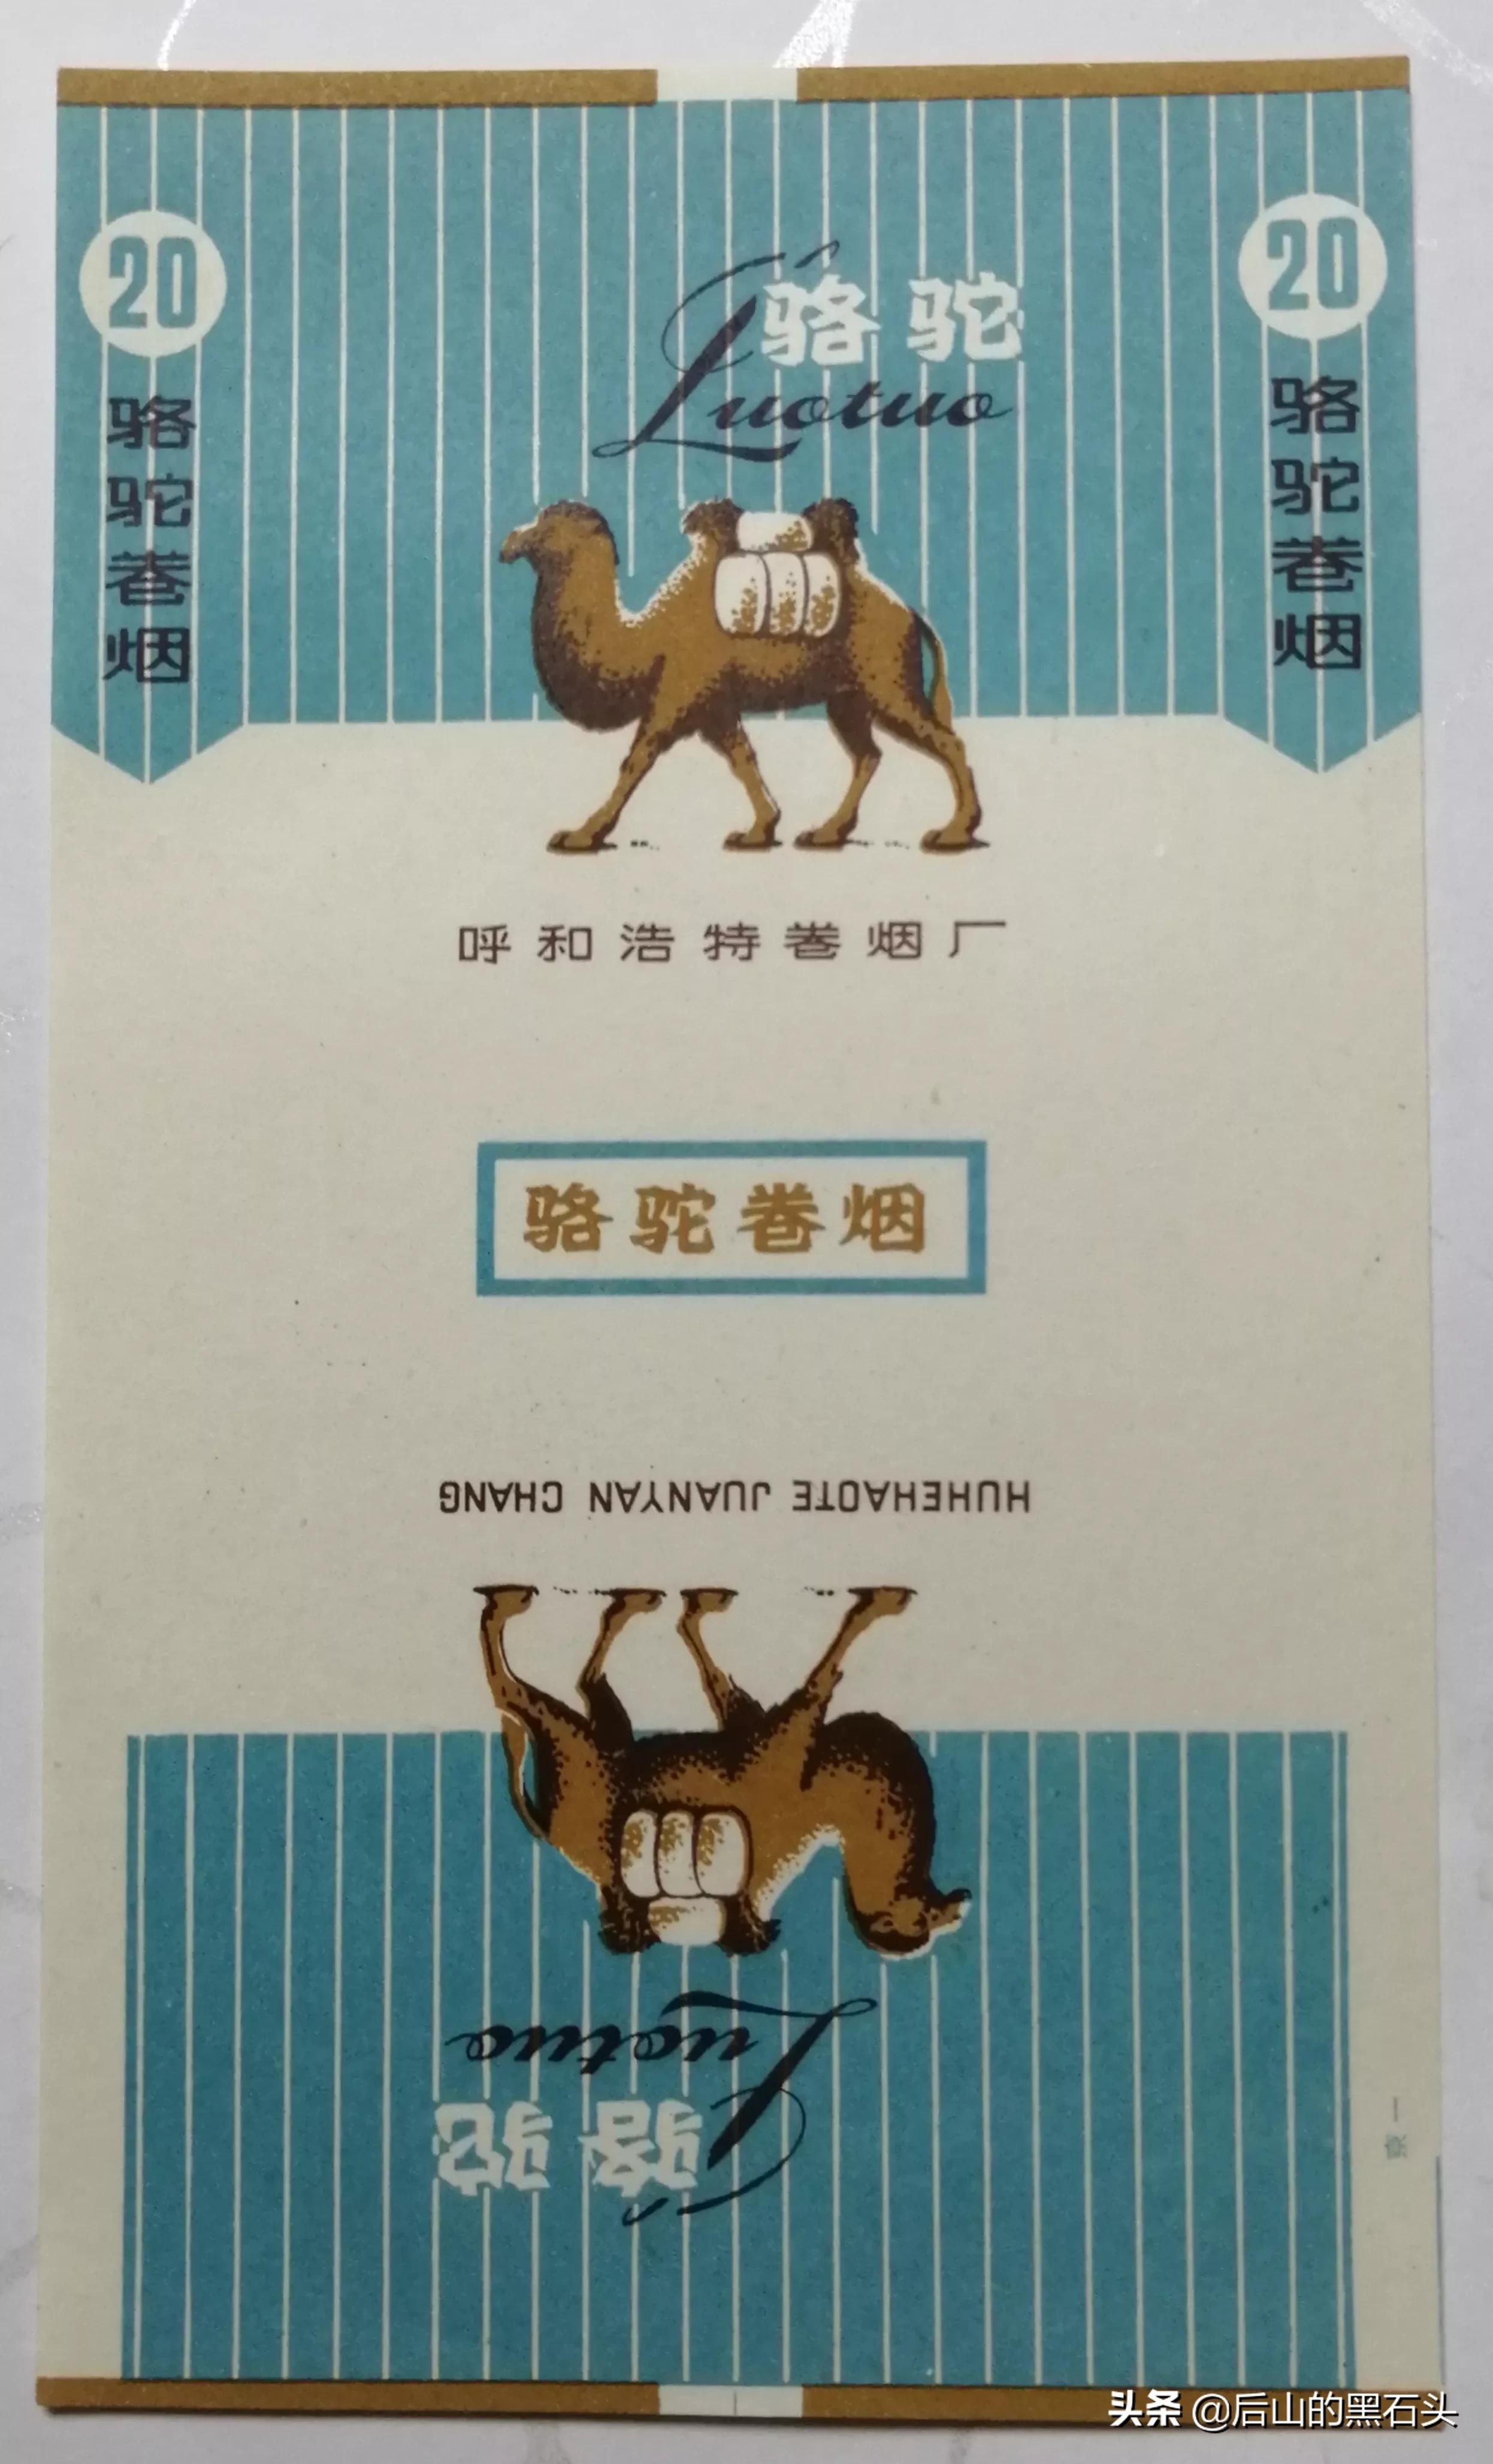 20
20
骆驼
Luotuo
骆驼卷烟
骆驼卷烟
呼和浩特卷烟厂
骆驼卷烟
HUHEHAOTE JUANYAN CHANG
Luotuo
骆驼
京一
头条 @后山的黑石头